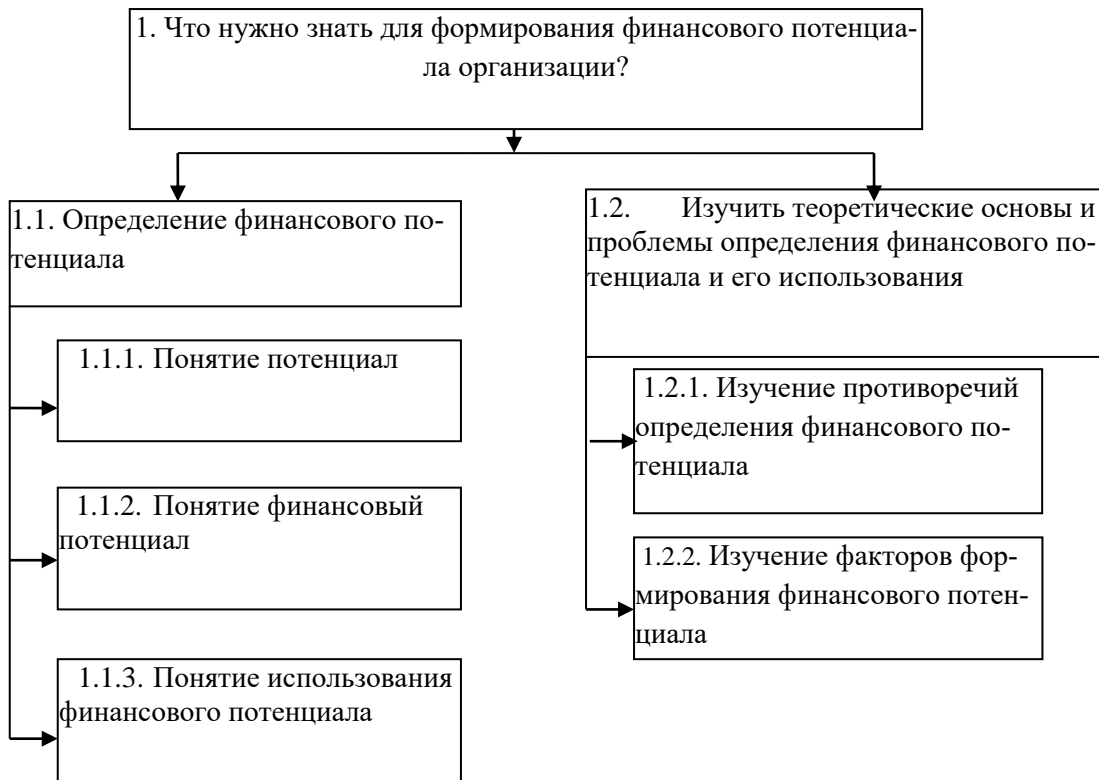 1. Что нужно знать для формирования финансового потенциа-
ла организации?
1.1. Определение финансового по-
тенциала
1.1.1. Понятие потенциал
1.1.2. Понятие финансовый
потенциал
1.1.3. Понятие использования
финансового потенциала
1.2. Изучить теоретические основы и
проблемы определения финансового по-
тенциала и его использования
1.2.1. Изучение противоречий
определения финансового по-
тенциала
1.2.2. Изучение факторов фор-
мирования финансового потен-
циала